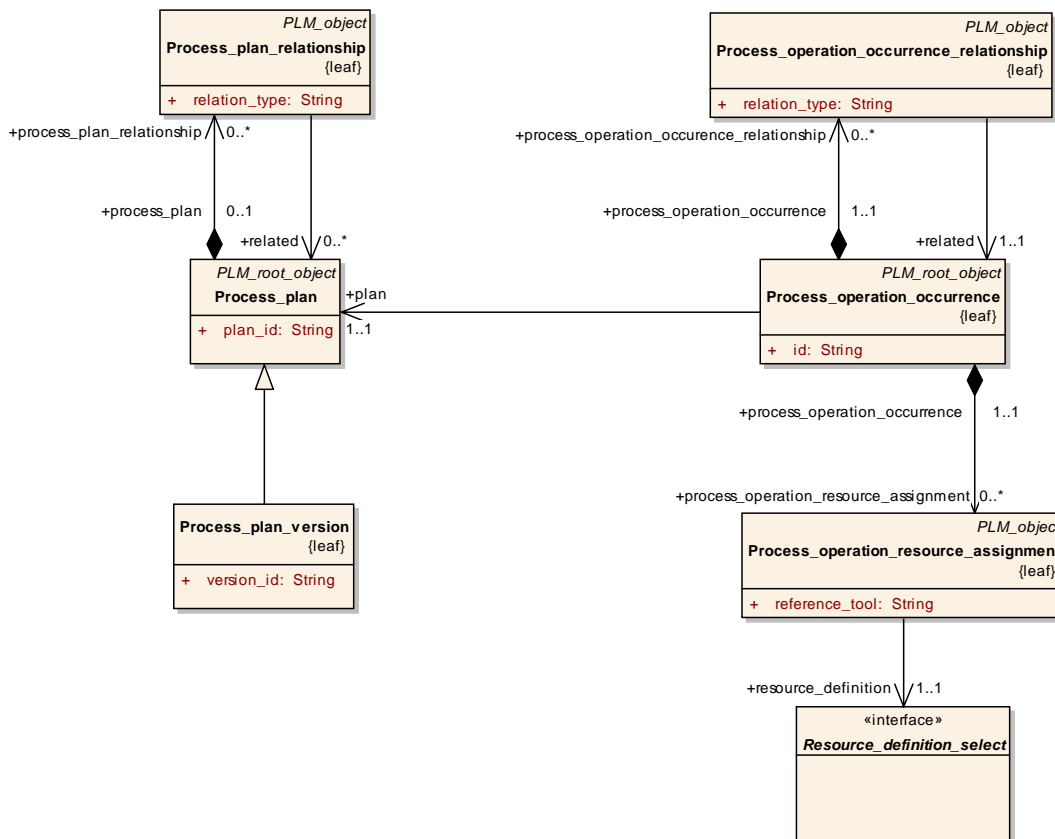 PLM_object
Process_plan_relationship
{leaf}
+ relation_type: String
+process_plan_relationship 0..*
+process_plan 0..1
+related 0..*
PLM_root_object
Process_plan
+ plan_id: String
+plan
1..1
Process_plan_version
{leaf}
+ version_id: String
PLM_object
Process_operation_occurrence_relationship
{leaf}
+ relation_type: String
+process_operation_occurence_relationship 0..*
+process_operation_occurrence 1..1
+related 1..1
PLM_root_object
Process_operation_occurrence
{leaf}
+ id: String
+process_operation_occurrence 1..1
+process_operation_resource_assignment 0..*
PLM_objec
Process_operation_resource_assignmen
{leaf}
+ reference_tool: String
+resource_definition 1..1
«interface»
Resource_definition_select